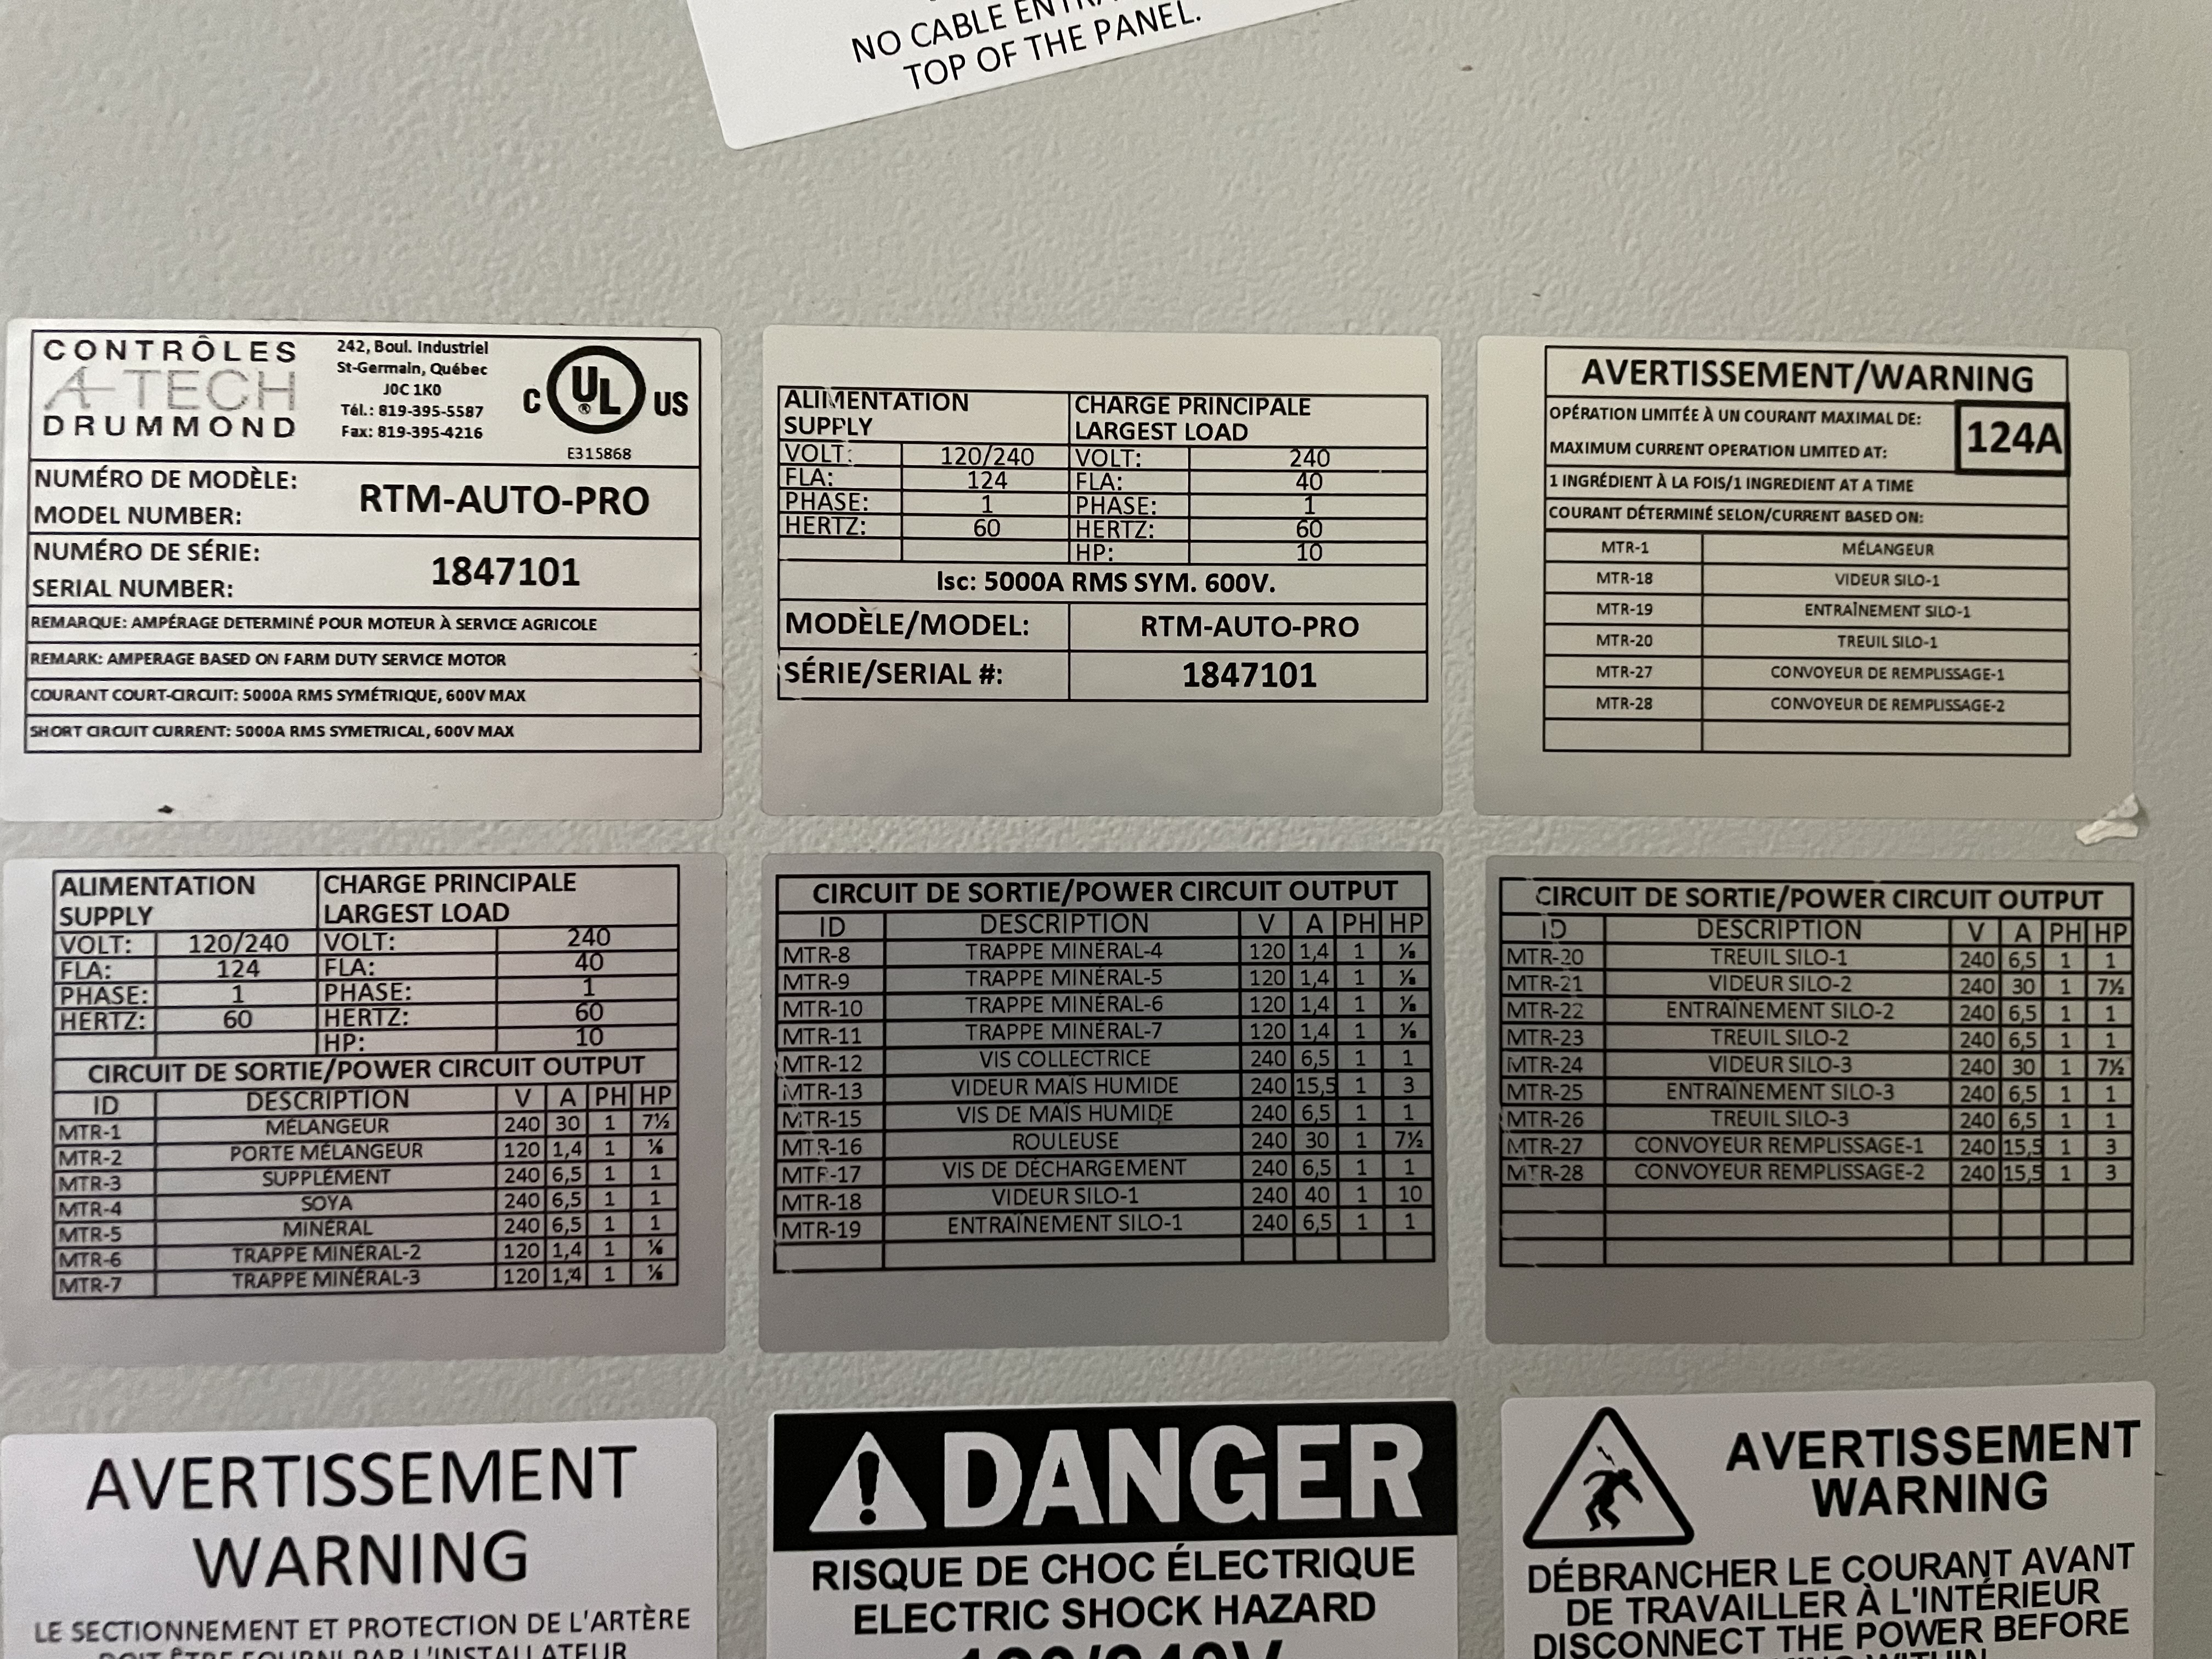 NO CABLE
TOP OF THE PANEL.
CONTRÔLES
A-TECH
DRUMMOND
242, Boul. Industriel
St-Germain, Québec
J0C 1K0
Tél.: 819-395-5587
Fax: 819-395-4216
C UL ® US
E315868
NUMÉRO DE MODÈLE:
MODEL NUMBER:
RTM-AUTO-PRO
NUMÉRO DE SÉRIE:
SERIAL NUMBER:
1847101
REMARQUE: AMPÉRAGE DETERMINÉ POUR MOTEUR À SERVICE AGRICOLE
REMARK: AMPERAGE BASED ON FARM DUTY SERVICE MOTOR
COURANT COURT-CIRCUIT: 5000A RMS SYMÉTRIQUE, 600V MAX
SHORT CIRCUIT CURRENT: 5000A RMS SYMETRICAL, 600V MAX
ALIMENTATION CHARGE PRINCIPALE
SUPPLY LARGEST LOAD
VOLT: 120/240 VOLT: 240
FLA: 124 FLA: 40
PHASE: 1 PHASE: 1
HERTZ: 60 HERTZ: 60
HP: 10
Isc: 5000A RMS SYM. 600V.
MODÈLE/MODEL: RTM-AUTO-PRO
SÉRIE/SERIAL #: 1847101
AVERTISSEMENT/WARNING
OPÉRATION LIMITÉE À UN COURANT MAXIMAL DE:
MAXIMUM CURRENT OPERATION LIMITED AT:
124A
1 INGRÉDIENT À LA FOIS/1 INGREDIENT AT A TIME
COURANT DÉTERMINÉ SELON/CURRENT BASED ON:
MTR-1 MÉLANGEUR
MTR-18 VIDEUR SILO-1
MTR-19 ENTRAÎNEMENT SILO-1
MTR-20 TREUIL SILO-1
MTR-27 CONVOYEUR DE REMPLISSAGE-1
MTR-28 CONVOYEUR DE REMPLISSAGE-2
ALIMENTATION CHARGE PRINCIPALE
SUPPLY LARGEST LOAD
VOLT: 120/240 VOLT: 240
FLA: 124 FLA: 40
PHASE: 1 PHASE: 1
HERTZ: 60 HERTZ: 60
HP: 10
CIRCUIT DE SORTIE/POWER CIRCUIT OUTPUT
ID DESCRIPTION V A PH HP
MTR-1 MÉLANGEUR 240 30 1 7½
MTR-2 PORTE MÉLANGEUR 120 1,4 1 ⅛
MTR-3 SUPPLÉMENT 240 6,5 1 1
MTR-4 SOYA 240 6,5 1 1
MTR-5 MINÉRAL 240 6,5 1 1
MTR-6 TRAPPE MINÉRAL-2 120 1,4 1 ⅛
MTR-7 TRAPPE MINÉRAL-3 120 1,4 1 ⅛
CIRCUIT DE SORTIE/POWER CIRCUIT OUTPUT
ID DESCRIPTION V A PH HP
MTR-8 TRAPPE MINÉRAL-4 120 1,4 1 ⅛
MTR-9 TRAPPE MINÉRAL-5 120 1,4 1 ⅛
MTR-10 TRAPPE MINÉRAL-6 120 1,4 1 ⅛
MTR-11 TRAPPE MINÉRAL-7 120 1,4 1 ⅛
MTR-12 VIS COLLECTRICE 240 6,5 1 1
MTR-13 VIDEUR MAÏS HUMIDE 240 15,5 1 3
MTR-15 VIS DE MAÏS HUMIDE 240 6,5 1 1
MTR-16 ROULEUSE 240 30 1 7½
MTR-17 VIS DE DÉCHARGEMENT 240 6,5 1 1
MTR-18 VIDEUR SILO-1 240 40 1 10
MTR-19 ENTRAÎNEMENT SILO-1 240 6,5 1 1
CIRCUIT DE SORTIE/POWER CIRCUIT OUTPUT
ID DESCRIPTION V A PH HP
MTR-20 TREUIL SILO-1 240 6,5 1 1
MTR-21 VIDEUR SILO-2 240 30 1 7½
MTR-22 ENTRAÎNEMENT SILO-2 240 6,5 1 1
MTR-23 TREUIL SILO-2 240 6,5 1 1
MTR-24 VIDEUR SILO-3 240 30 1 7½
MTR-25 ENTRAÎNEMENT SILO-3 240 6,5 1 1
MTR-26 TREUIL SILO-3 240 6,5 1 1
MTR-27 CONVOYEUR REMPLISSAGE-1 240 15,5 1 3
MTR-28 CONVOYEUR REMPLISSAGE-2 240 15,5 1 3
AVERTISSEMENT
WARNING
LE SECTIONNEMENT ET PROTECTION DE L'ARTÈRE
DOIT ÊTRE FOURNI PAR L'INSTALLATEUR
DANGER
RISQUE DE CHOC ÉLECTRIQUE
ELECTRIC SHOCK HAZARD
120/240V
AVERTISSEMENT
WARNING
DÉBRANCHER LE COURANT AVANT
DE TRAVAILLER À L'INTÉRIEUR
DISCONNECT THE POWER BEFORE